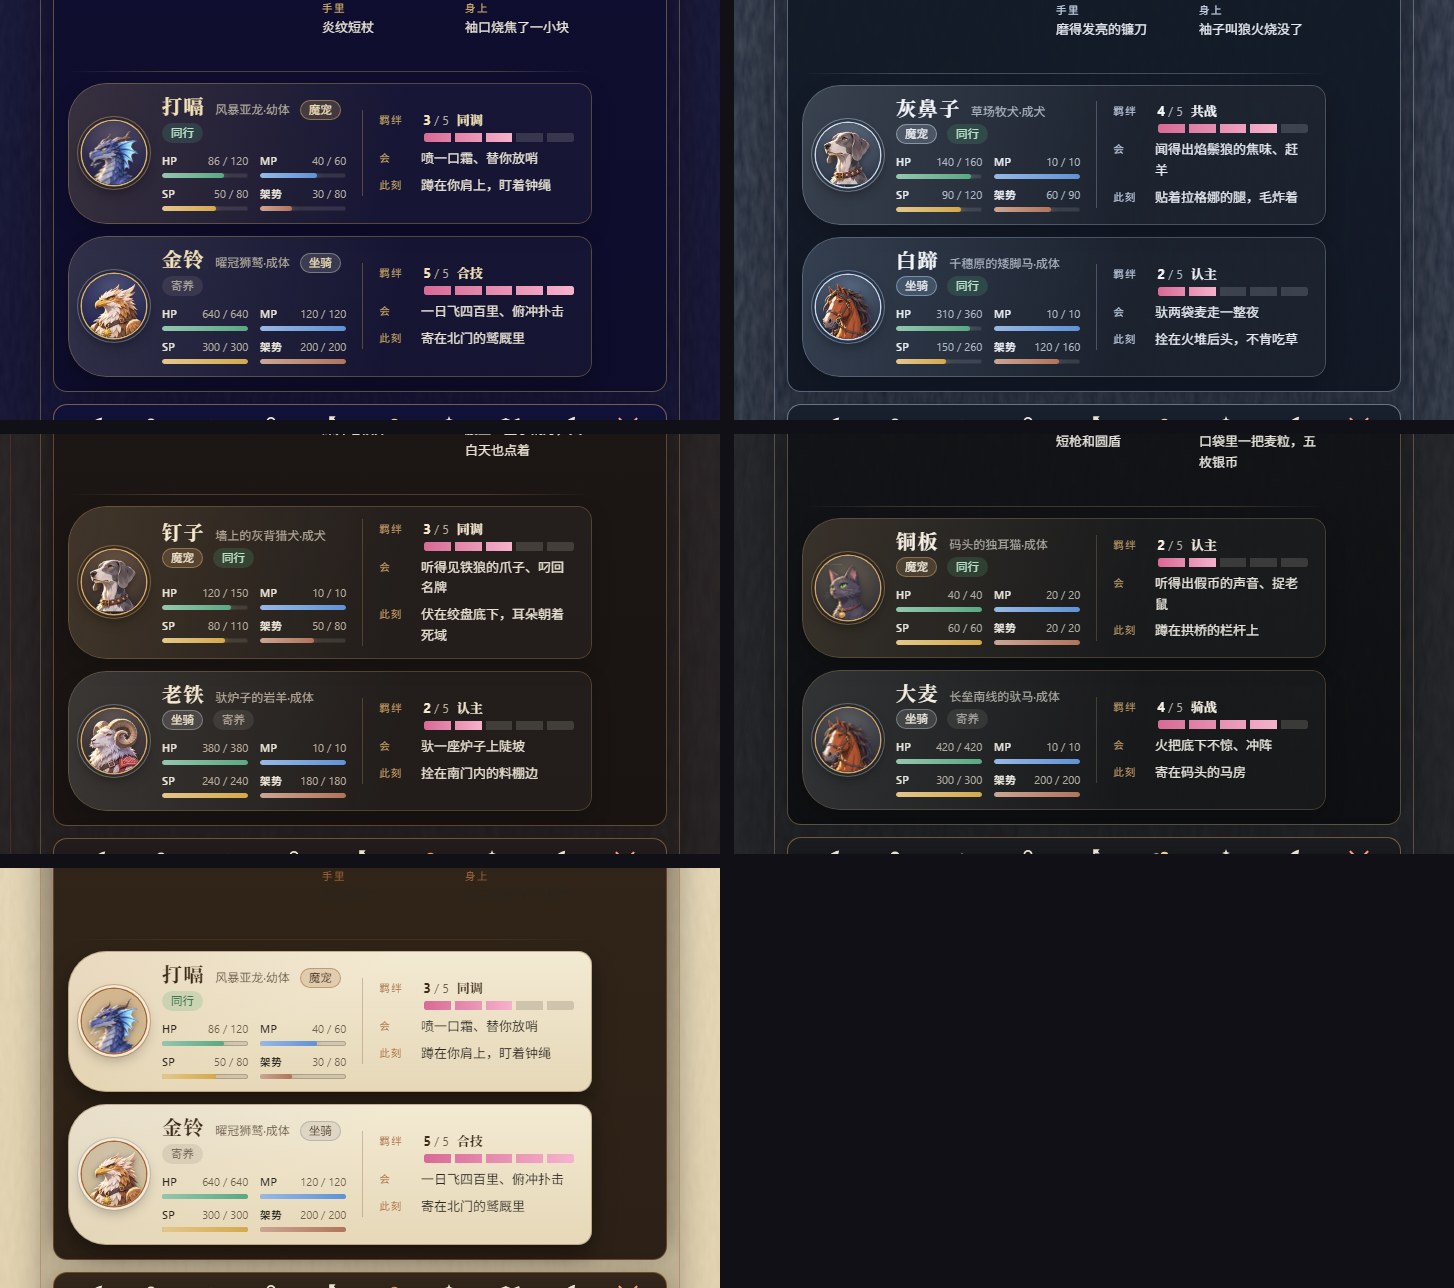 手里
身上
炎纹短杖
袖口烧焦了一小块
打嗝 风暴亚龙·幼体 魔宠
同行
HP 86 / 120 MP 40 / 60
SP 50 / 80 架势 30 / 80
羁绊 3 / 5 同调
会 喷一口霜、替你放哨
此刻 蹲在你肩上，盯着钟绳
金铃 曜冠狮鹫·成体 坐骑
寄养
HP 640 / 640 MP 120 / 120
SP 300 / 300 架势 200 / 200
羁绊 5 / 5 合技
会 一日飞四百里、俯冲扑击
此刻 寄在北门的鹫厩里
手里
身上
磨得发亮的镰刀
袖子叫狼火烧没了
灰鼻子 草场牧犬·成犬
魔宠 同行
HP 140 / 160 MP 10 / 10
SP 90 / 120 架势 60 / 90
羁绊 4 / 5 共战
会 闻得出焰鬃狼的焦味、赶
羊
此刻 贴着拉格娜的腿，毛炸着
白蹄 千穗原的矮脚马·成体
坐骑 同行
HP 310 / 360 MP 10 / 10
SP 150 / 260 架势 120 / 160
羁绊 2 / 5 认主
会 驮两袋麦走一整夜
此刻 拴在火堆后头，不肯吃草
白天也点着
钉子 墙上的灰背猎犬·成犬
魔宠 同行
HP 120 / 150 MP 10 / 10
SP 80 / 110 架势 50 / 80
羁绊 3 / 5 同调
会 听得见铁狼的爪子、叼回
名牌
此刻 伏在绞盘底下，耳朵朝着
死域
老铁 驮炉子的岩羊·成体
坐骑 寄养
HP 380 / 380 MP 10 / 10
SP 240 / 240 架势 180 / 180
羁绊 2 / 5 认主
会 驮一座炉子上陡坡
此刻 拴在南门内的料棚边
短枪和圆盾
口袋里一把麦粒，五
枚银币
铜板 码头的独耳猫·成体
魔宠 同行
HP 40 / 40 MP 20 / 20
SP 60 / 60 架势 20 / 20
羁绊 2 / 5 认主
会 听得出假币的声音、捉老
鼠
此刻 蹲在拱桥的栏杆上
大麦 长垒南线的驮马·成体
坐骑 寄养
HP 420 / 420 MP 10 / 10
SP 300 / 300 架势 200 / 200
羁绊 4 / 5 骑战
会 火把底下不惊、冲阵
此刻 寄在码头的马房
手里
身上
打嗝 风暴亚龙·幼体 魔宠
同行
HP 86 / 120 MP 40 / 60
SP 50 / 80 架势 30 / 80
羁绊 3 / 5 同调
会 喷一口霜、替你放哨
此刻 蹲在你肩上，盯着钟绳
金铃 曜冠狮鹫·成体 坐骑
寄养
HP 640 / 640 MP 120 / 120
SP 300 / 300 架势 200 / 200
羁绊 5 / 5 合技
会 一日飞四百里、俯冲扑击
此刻 寄在北门的鹫厩里